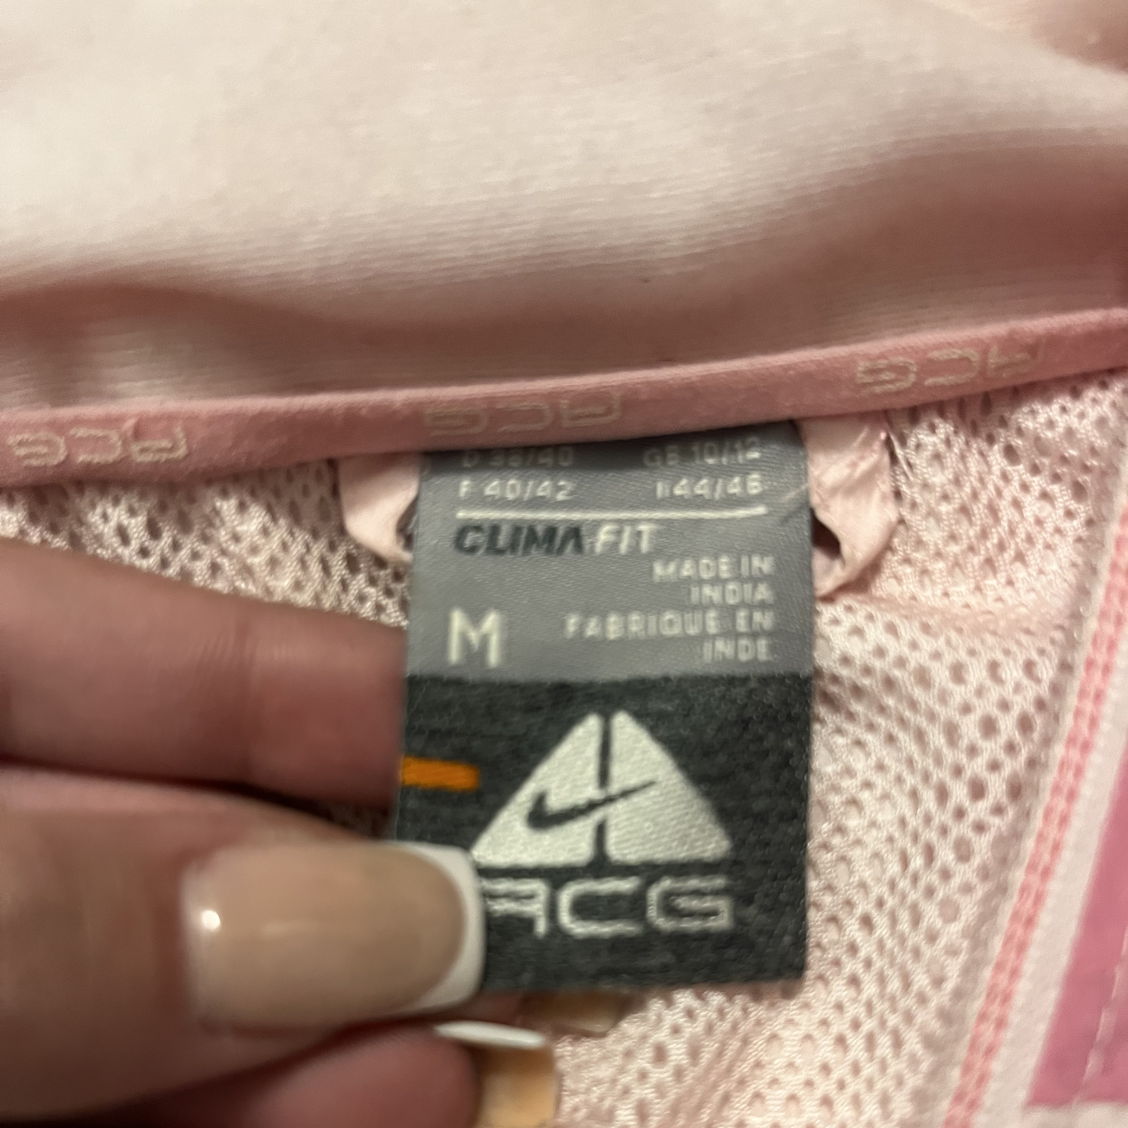 ACG
ACG
ACG
D 38/40 GB 10/12
F 40/42 I 44/46
CLIMA-FIT
MADE IN
INDIA
M
FABRIQUE EN
INDE
ACG